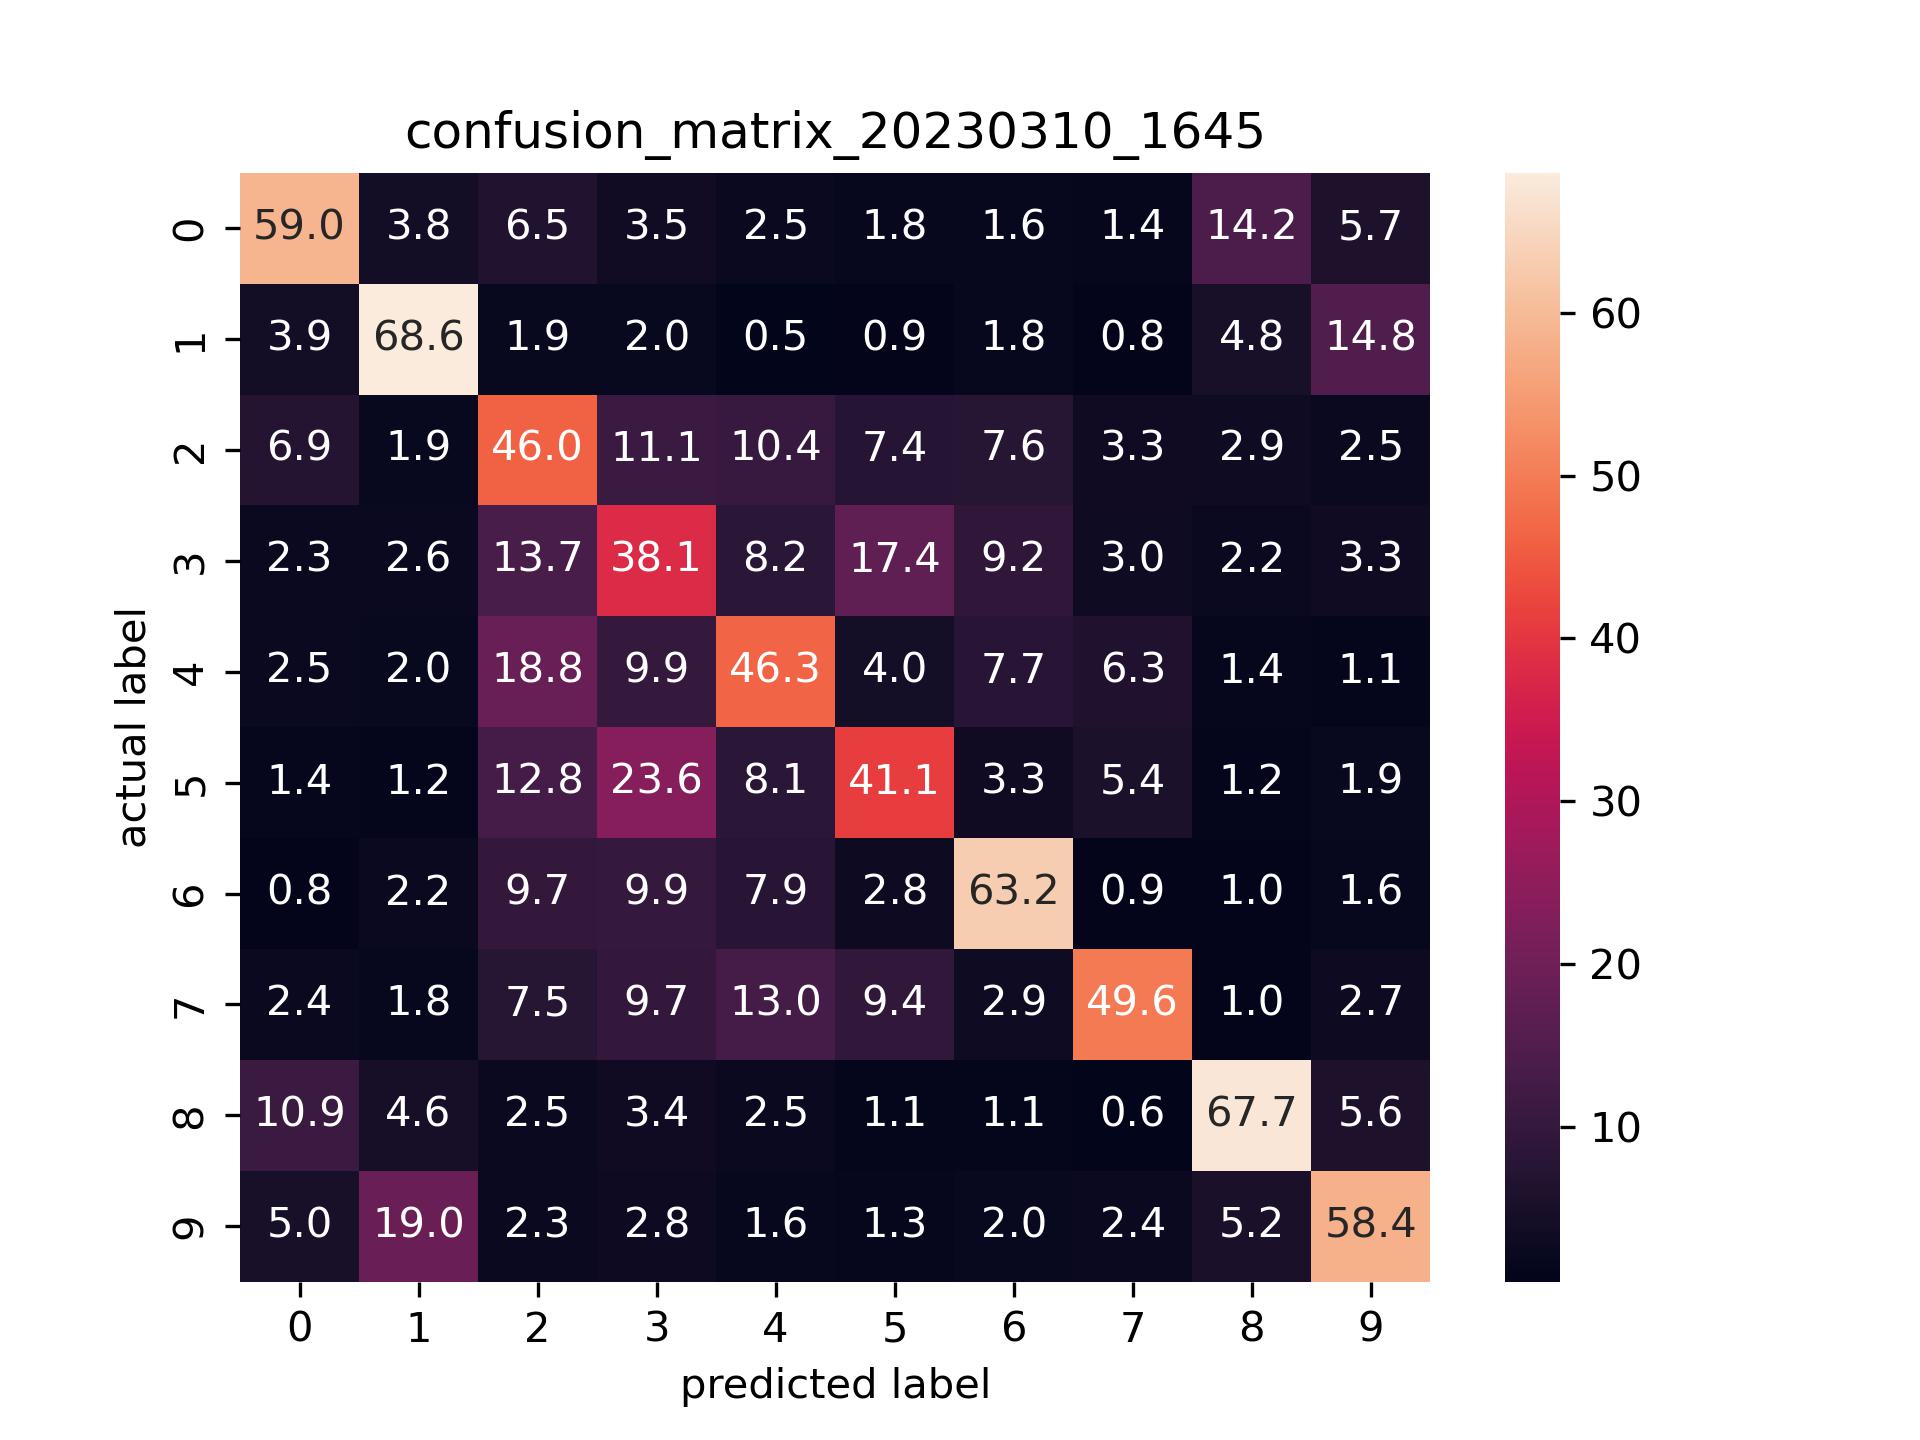 confusion_matrix_20230310_1645
0 59.0 3.8 6.5 3.5 2.5 1.8 1.6 1.4 14.2 5.7
1 3.9 68.6 1.9 2.0 0.5 0.9 1.8 0.8 4.8 14.8
2 6.9 1.9 46.0 11.1 10.4 7.4 7.6 3.3 2.9 2.5
3 2.3 2.6 13.7 38.1 8.2 17.4 9.2 3.0 2.2 3.3
4 2.5 2.0 18.8 9.9 46.3 4.0 7.7 6.3 1.4 1.1
5 1.4 1.2 12.8 23.6 8.1 41.1 3.3 5.4 1.2 1.9
6 0.8 2.2 9.7 9.9 7.9 2.8 63.2 0.9 1.0 1.6
7 2.4 1.8 7.5 9.7 13.0 9.4 2.9 49.6 1.0 2.7
8 10.9 4.6 2.5 3.4 2.5 1.1 1.1 0.6 67.7 5.6
9 5.0 19.0 2.3 2.8 1.6 1.3 2.0 2.4 5.2 58.4
0 1 2 3 4 5 6 7 8 9
predicted label
actual label
60
50
40
30
20
10